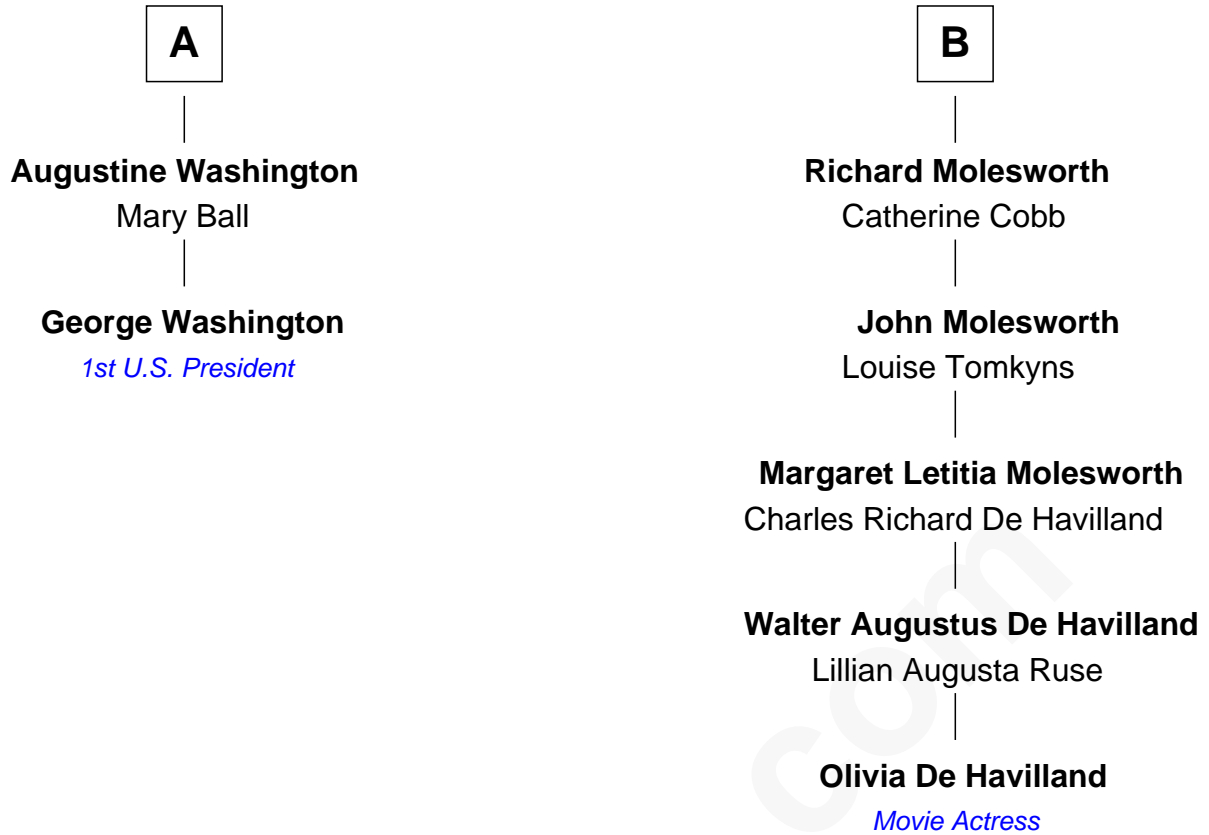 A
Augustine Washington
Mary Ball
George Washington
1st U.S. President
B
Richard Molesworth
Catherine Cobb
John Molesworth
Louise Tomkyns
Margaret Letitia Molesworth
Charles Richard De Havilland
Walter Augustus De Havilland
Lillian Augusta Ruse
Olivia De Havilland
Movie Actress
com